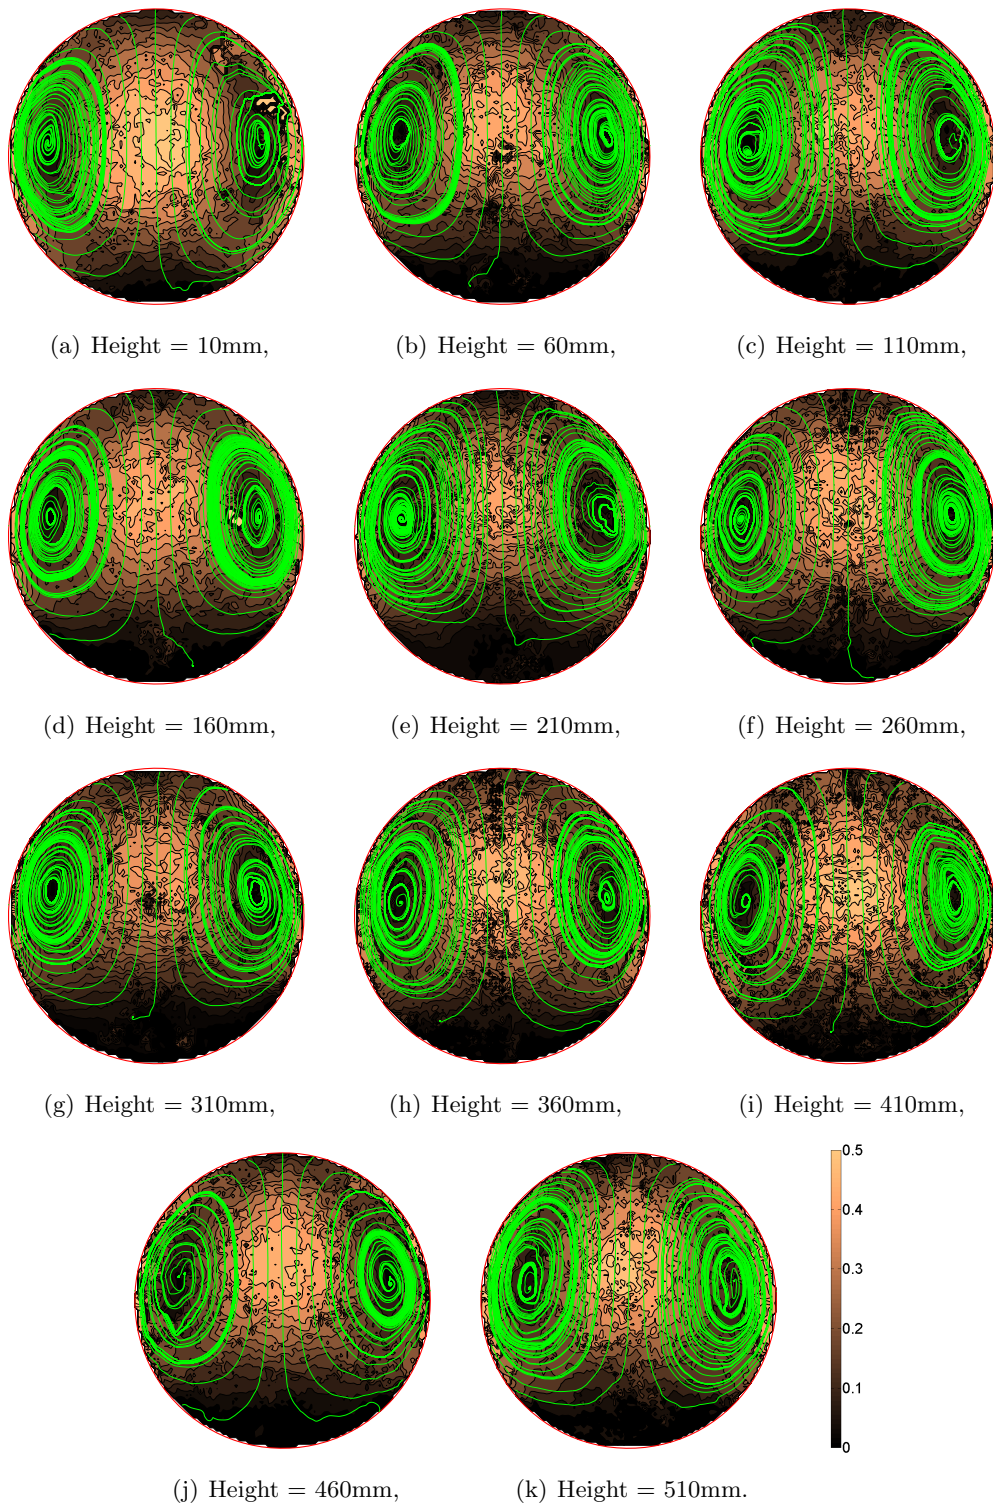 (a) Height = 10mm,
(b) Height = 60mm,
(c) Height = 110mm,
(d) Height = 160mm,
(e) Height = 210mm,
(f) Height = 260mm,
(g) Height = 310mm,
(h) Height = 360mm,
(i) Height = 410mm,
0.5
0.4
0.3
0.2
0.1
0
(j) Height = 460mm,
(k) Height = 510mm.